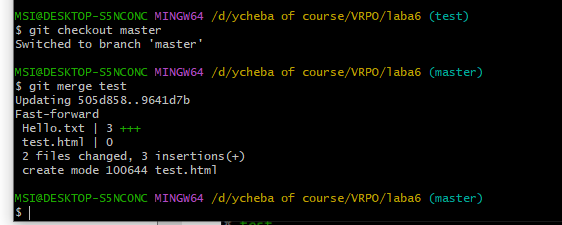 MSI@DESKTOP-S5NCONC MINGW64 /d/ycheba of course/VRPO/laba6 (test)
$ git checkout master
Switched to branch 'master'
MSI@DESKTOP-S5NCONC MINGW64 /d/ycheba of course/VRPO/laba6 (master)
$ git merge test
Updating 505d858..9641d7b
Fast-forward
Hello.txt | 3 +++
test.html | 0
2 files changed, 3 insertions(+)
create mode 100644 test.html
MSI@DESKTOP-S5NCONC MINGW64 /d/ycheba of course/VRPO/laba6 (master)
$